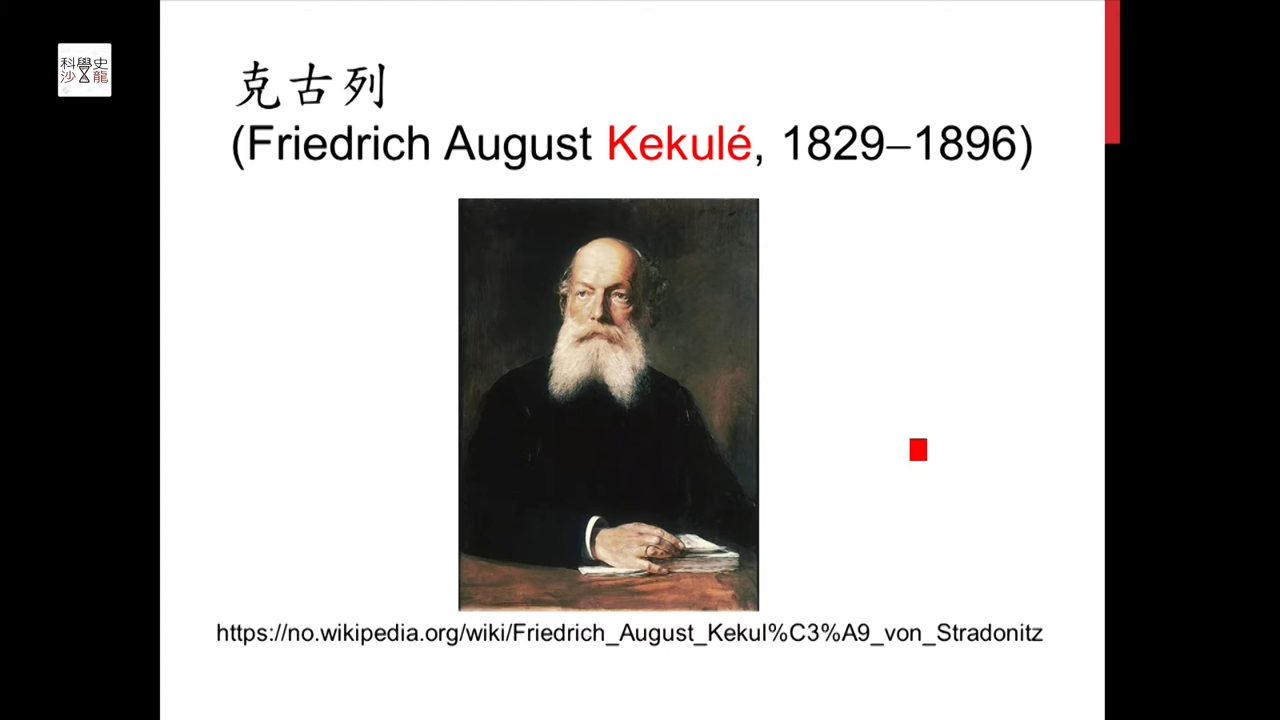 科學史
沙龍
克古列
(Friedrich August Kekulé, 1829–1896)
https://no.wikipedia.org/wiki/Friedrich_August_Kekul%C3%A9_von_Stradonitz